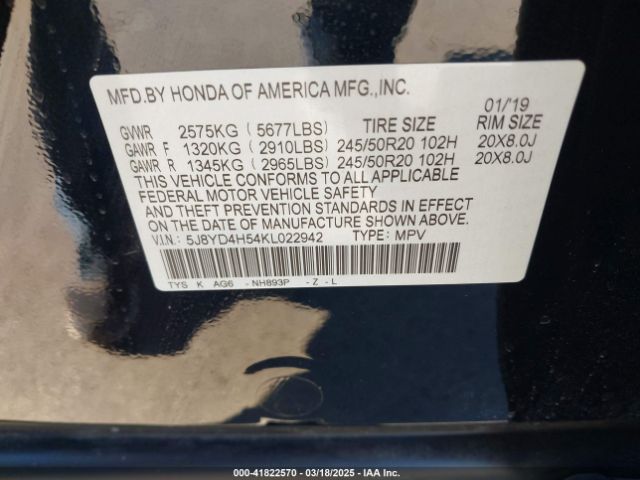 MFD.BY HONDA OF AMERICA MFG.,INC.
01/'19
GVWR 2575KG ( 5677LBS) TIRE SIZE RIM SIZE
GAWR F 1320KG ( 2910LBS) 245/50R20 102H 20X8.0J
GAWR R 1345KG ( 2965LBS) 245/50R20 102H 20X8.0J
THIS VEHICLE CONFORMS TO ALL APPLICABLE
FEDERAL MOTOR VEHICLE SAFETY
AND THEFT PREVENTION STANDARDS IN EFFECT
ON THE DATE OF MANUFACTURE SHOWN ABOVE.
V.I.N.: 5J8YD4H54KL022942 TYPE: MPV
TYS K AG6 -NH893P -Z -L
000-41822570 — 03/18/2025 — IAA